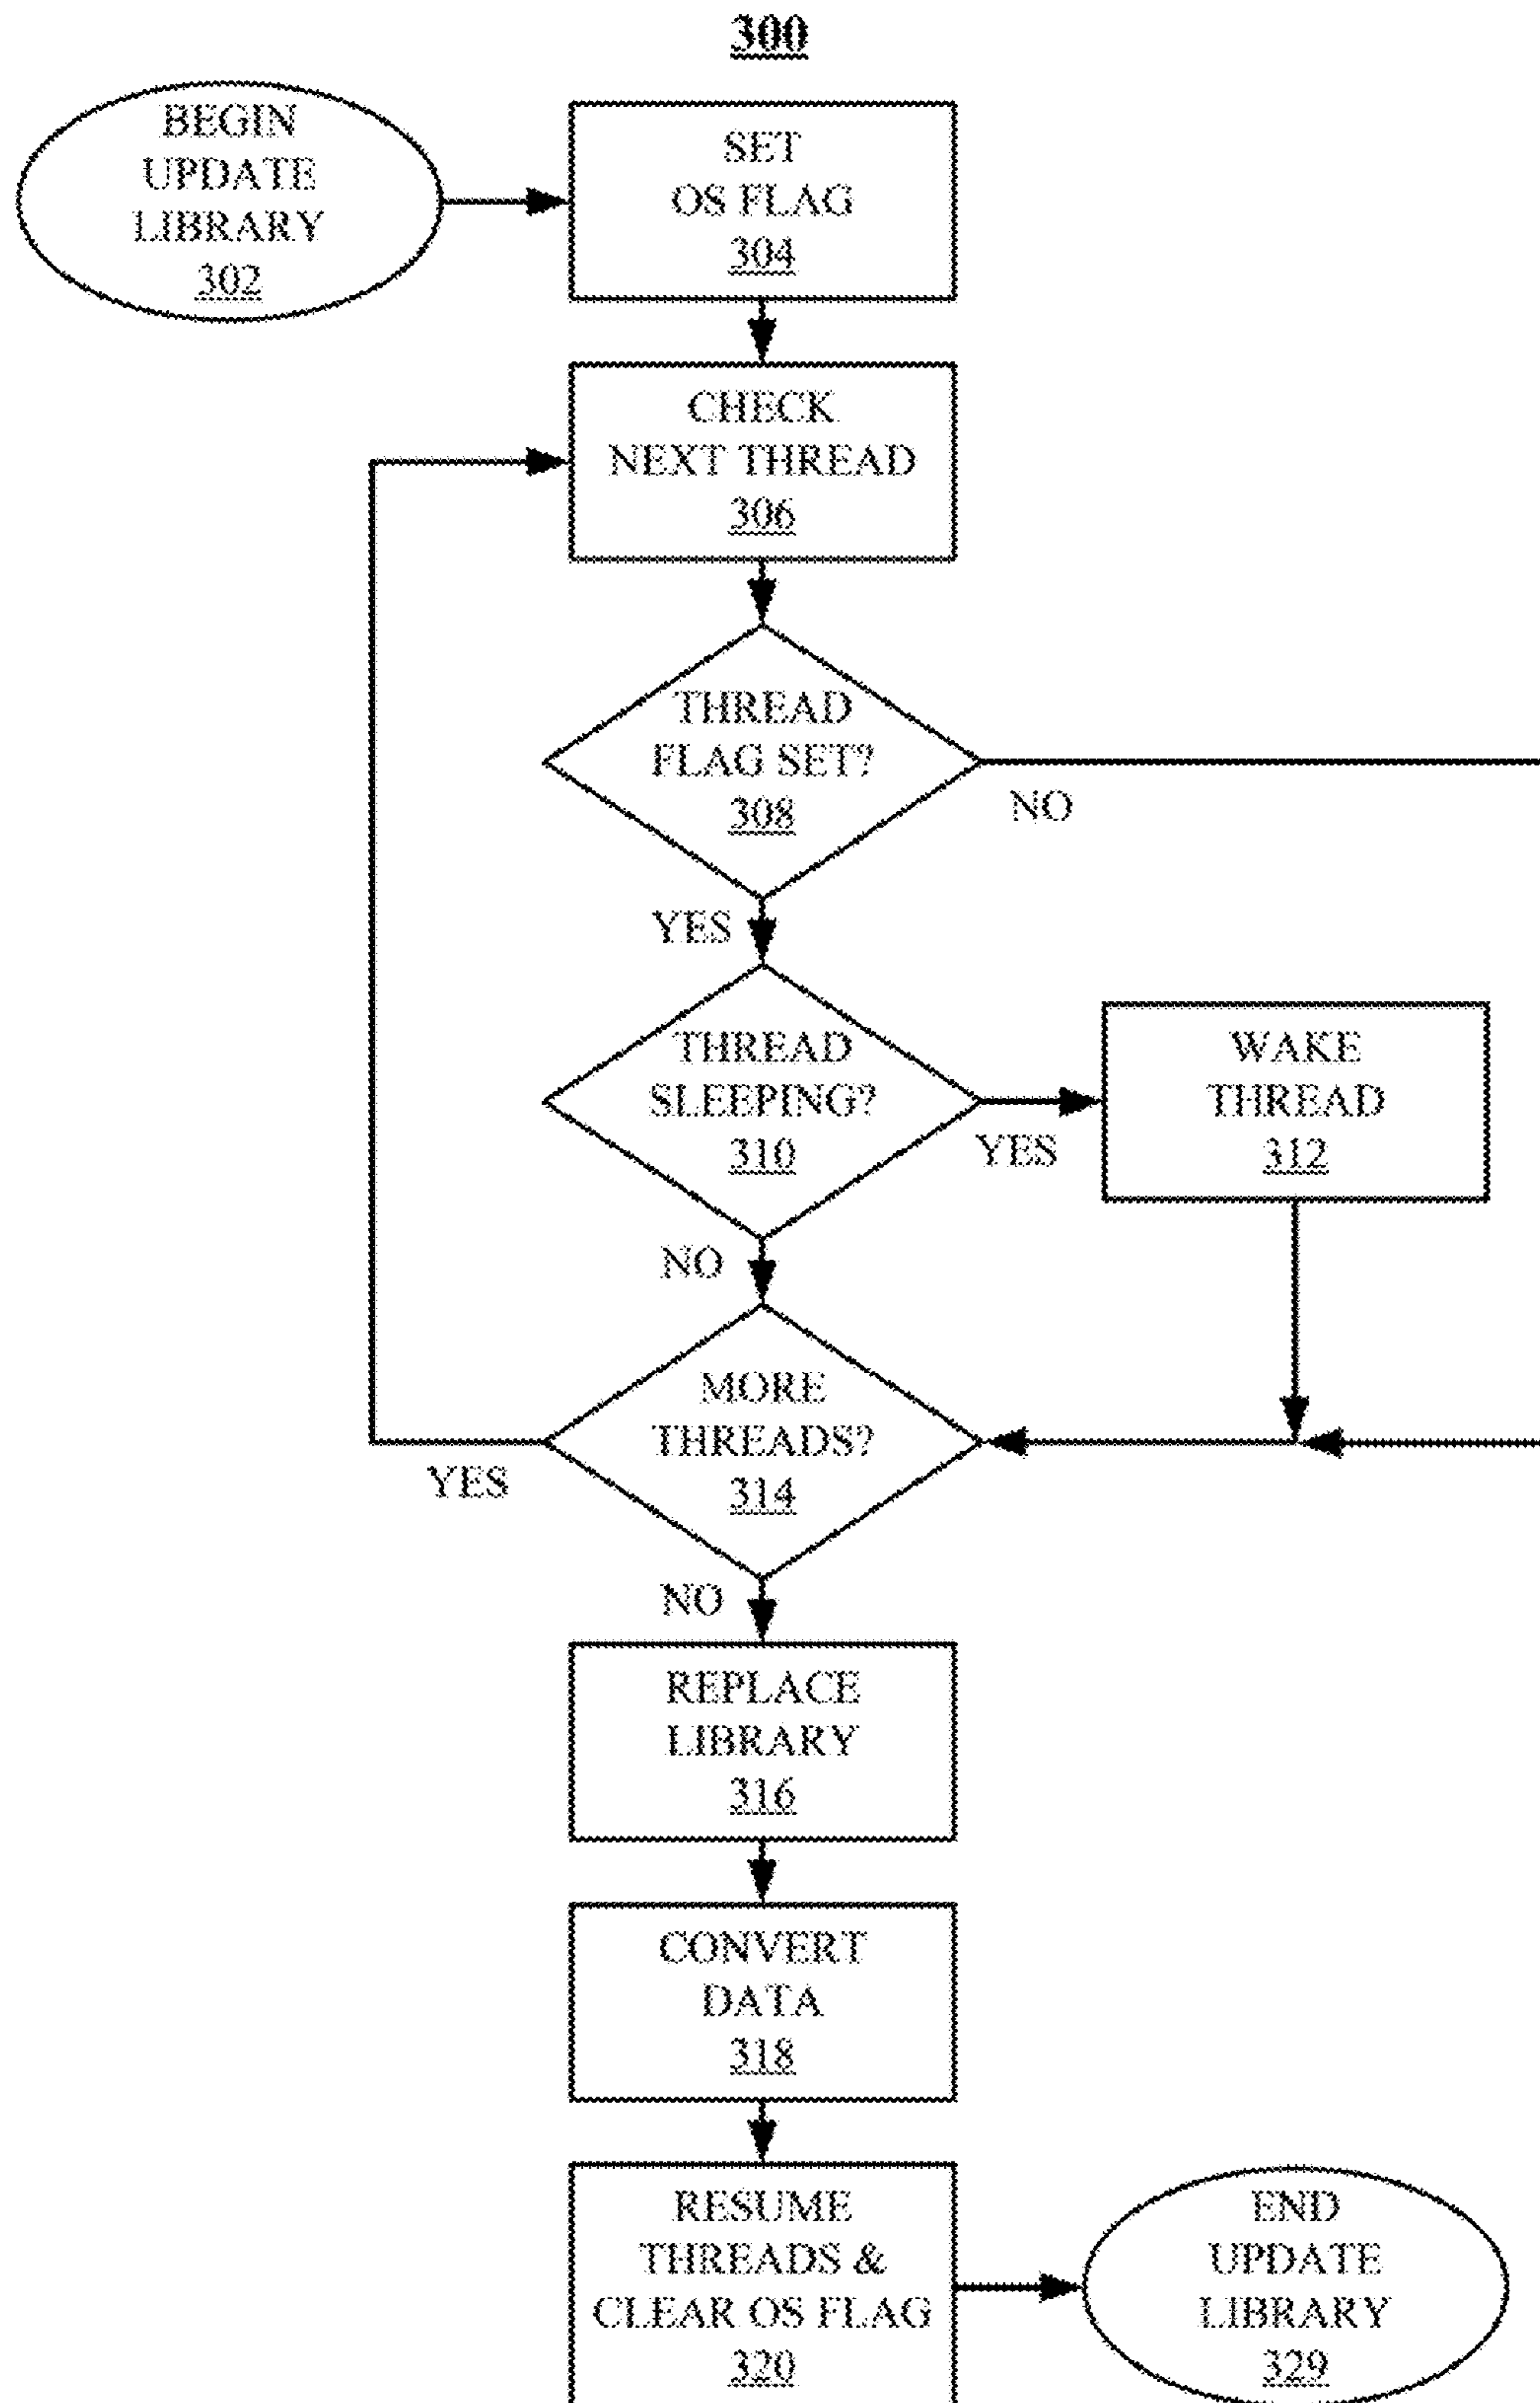 300
BEGIN
UPDATE
LIBRARY
302
SET
OS FLAG
304
CHECK
NEXT THREAD
306
THREAD
FLAG SET?
308
NO
YES
THREAD
SLEEPING?
310
YES
WAKE
THREAD
312
NO
MORE
THREADS?
314
YES
NO
REPLACE
LIBRARY
316
CONVERT
DATA
318
RESUME
THREADS &
CLEAR OS FLAG
320
END
UPDATE
LIBRARY
329